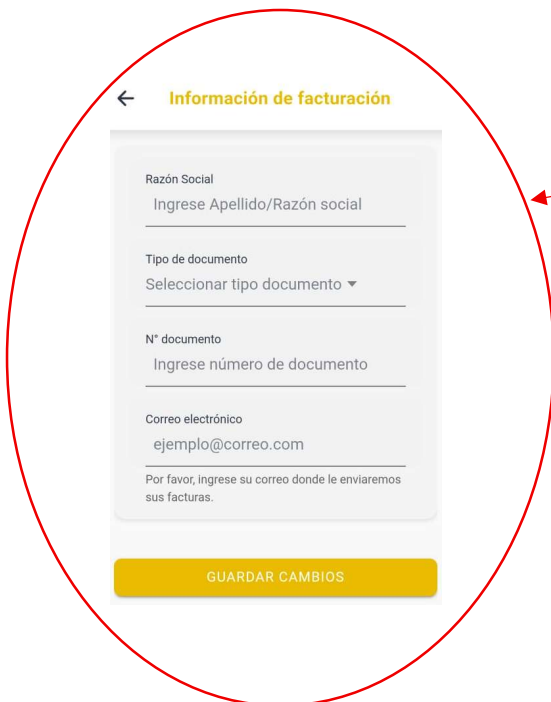 Información de facturación
Razón Social
Ingrese Apellido/Razón social
Tipo de documento
Seleccionar tipo documento
N° documento
Ingrese número de documento
Correo electrónico
ejemplo@correo.com
Por favor, ingrese su correo donde le enviaremos
sus facturas.
GUARDAR CAMBIOS